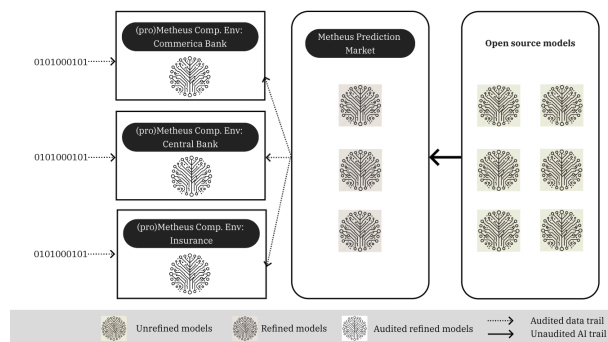 (pro)Metheus Comp. Env:
Commerica Bank
0101000101
(pro)Metheus Comp. Env:
Central Bank
0101000101
(pro)Metheus Comp. Env:
Insurance
0101000101
Metheus Prediction
Market
Open source models
Unrefined models
Refined models
Audited refined models
Audited data trail
Unaudited AI trail